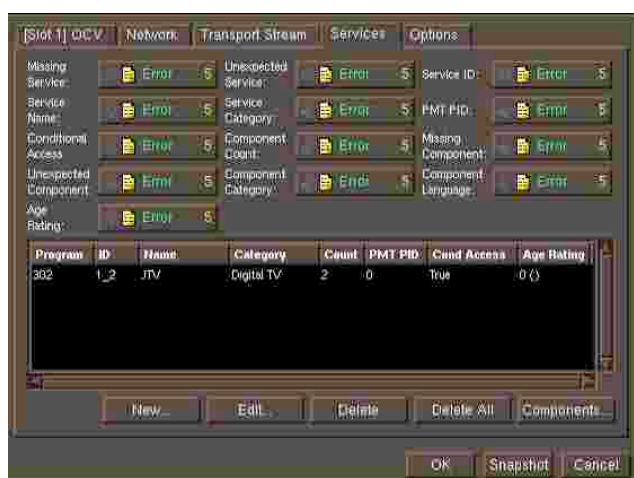 [Slot 1] OCV Network Transport Stream Services Options
Missing Service: Error 5 Unexpected Service: Error 5 Service ID: Error 5
Service Name: Error 5 Service Category: Error 5 PMT PID: Error 5
Conditional Access Error 5 Component Count: Error 5 Missing Component: Error 5
Unexpected Component Error 5 Component Category: Error 5 Component Language: Error 5
Age Rating: Error 5
Program ID Name Category Count PMT PID Cond Access Age Rating
302 1_2 JTV Digital TV 2 0 True 0 ()
New... Edit... Delete Delete All Components...
OK Snapshot Cancel